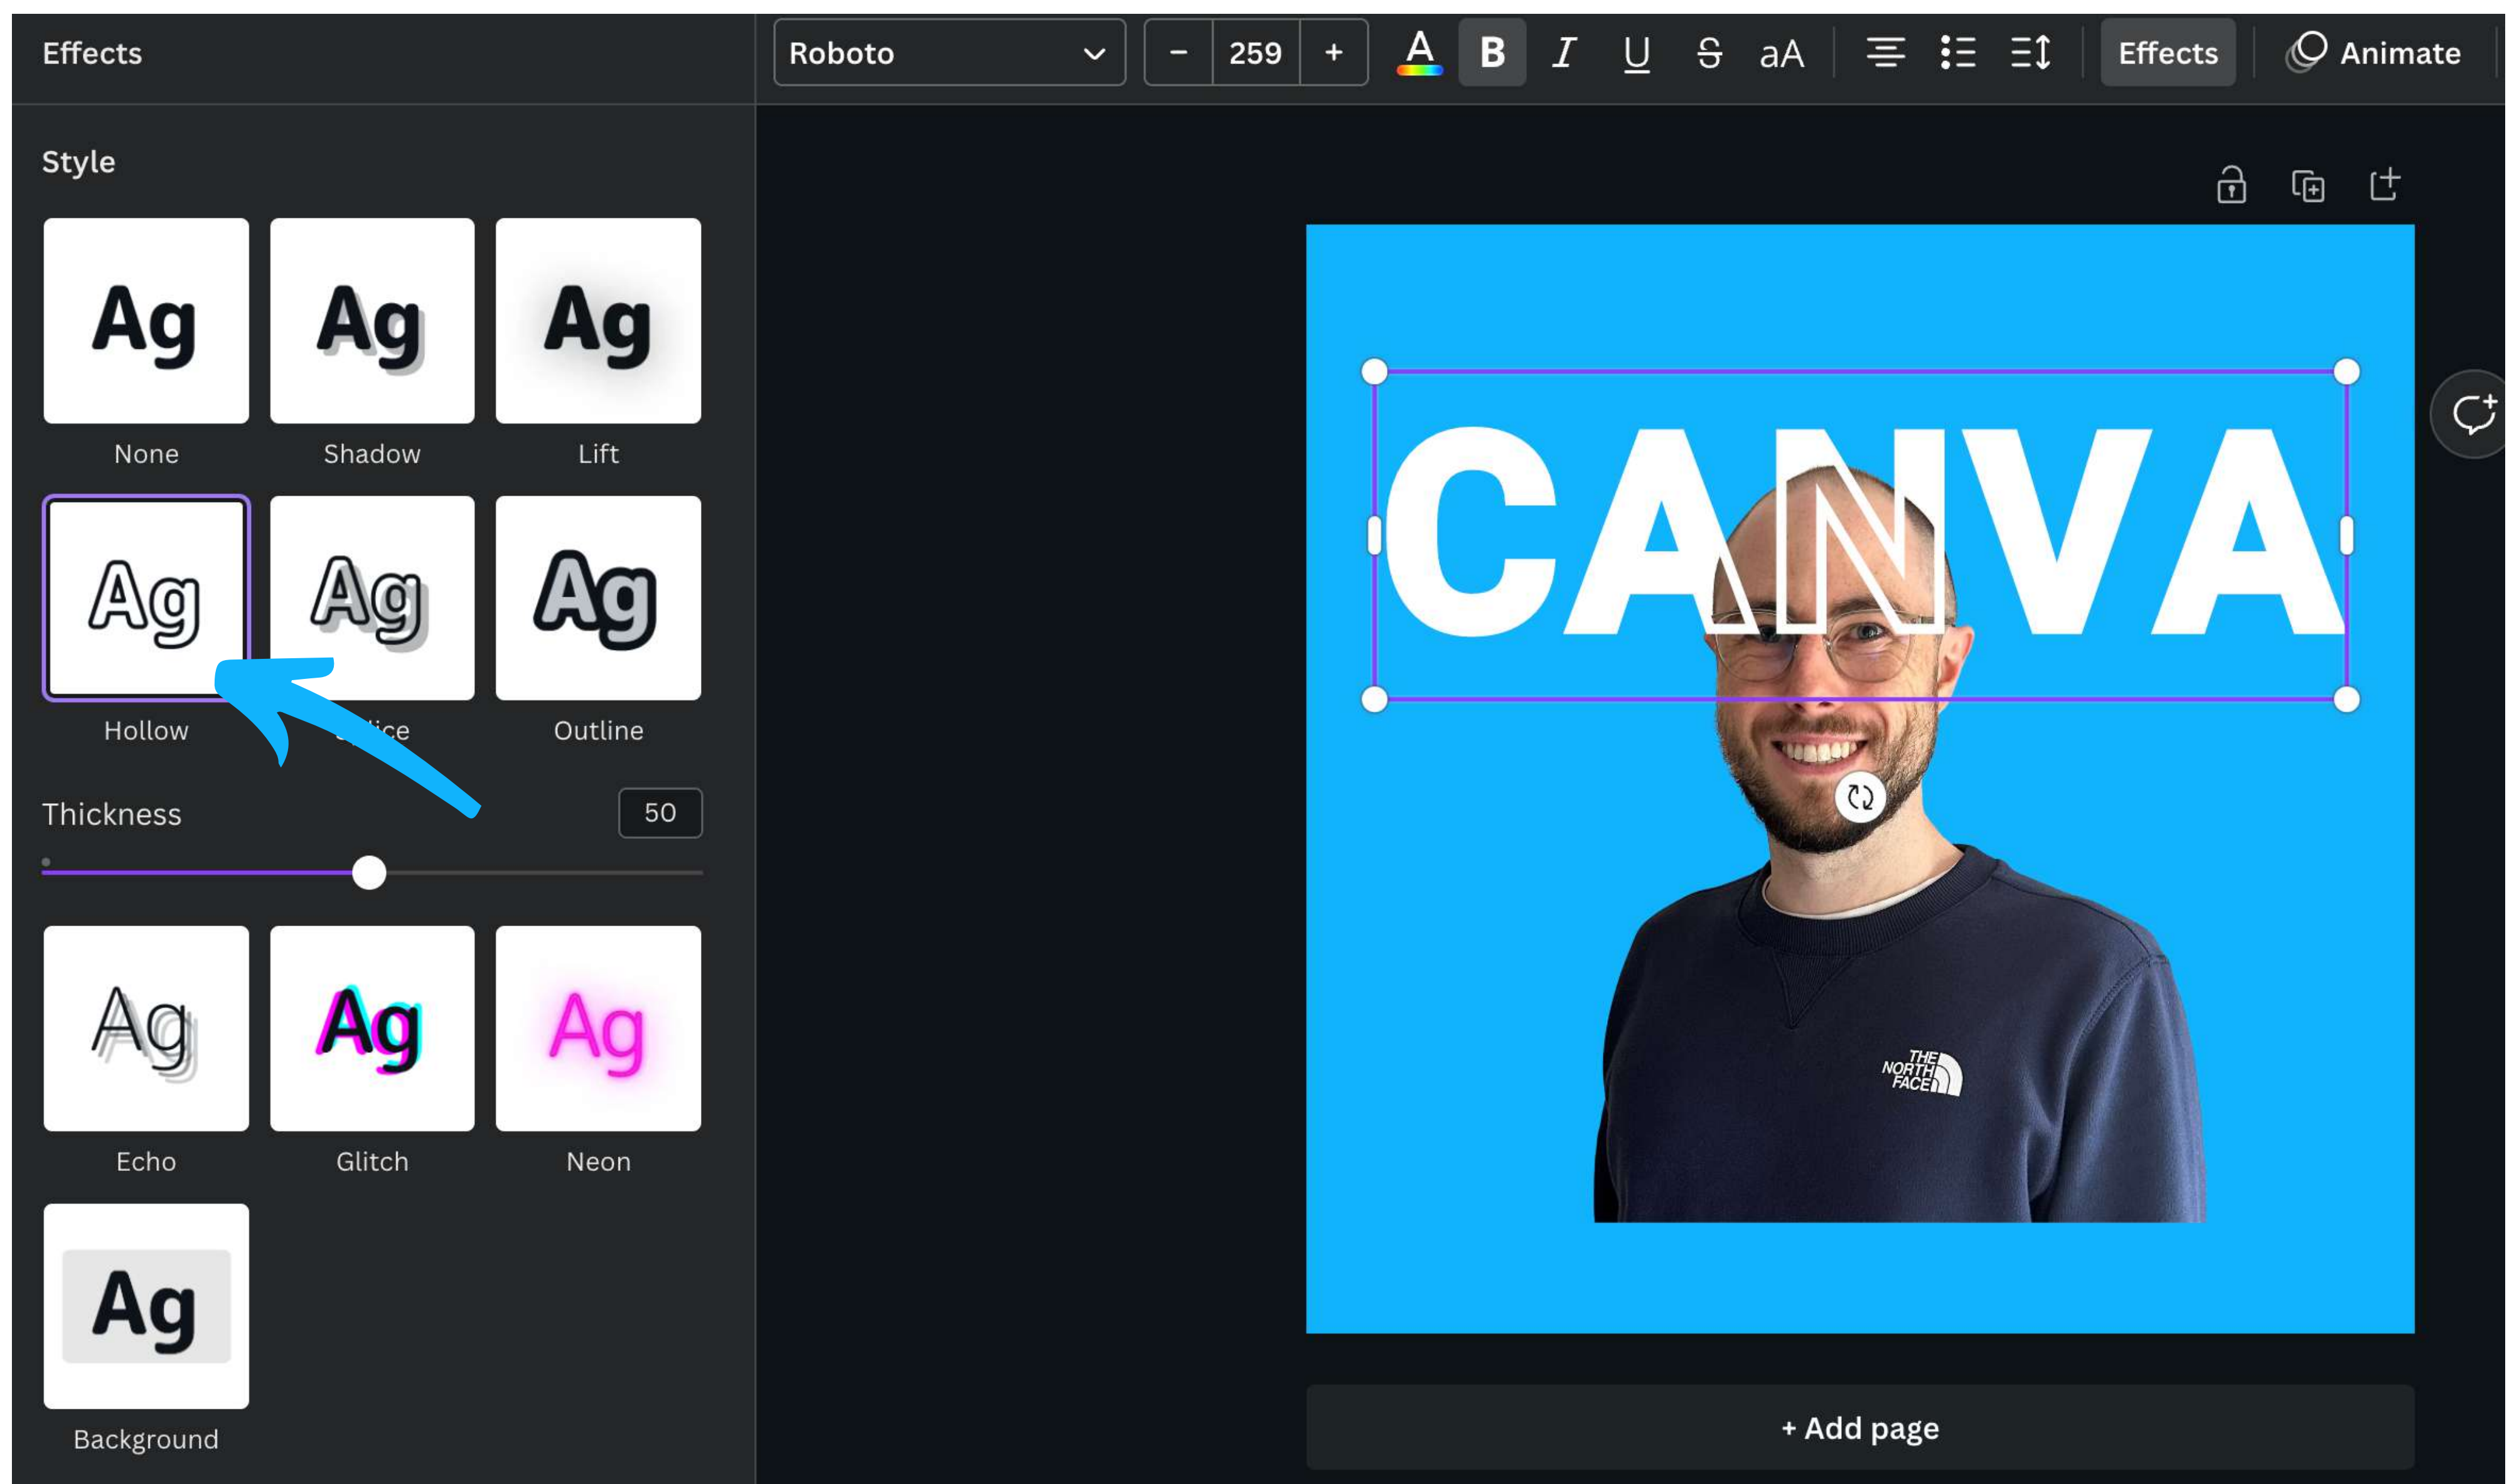 Effects
Roboto
− 259 +
A B I U S aA
Effects
Animate
Style
Ag Ag Ag
None Shadow Lift
Ag Ag Ag
Hollow Outline
Thickness 50
Ag Ag Ag
Echo Glitch Neon
Ag
Background
CANVA
THE
NORTH
FACE
+ Add page